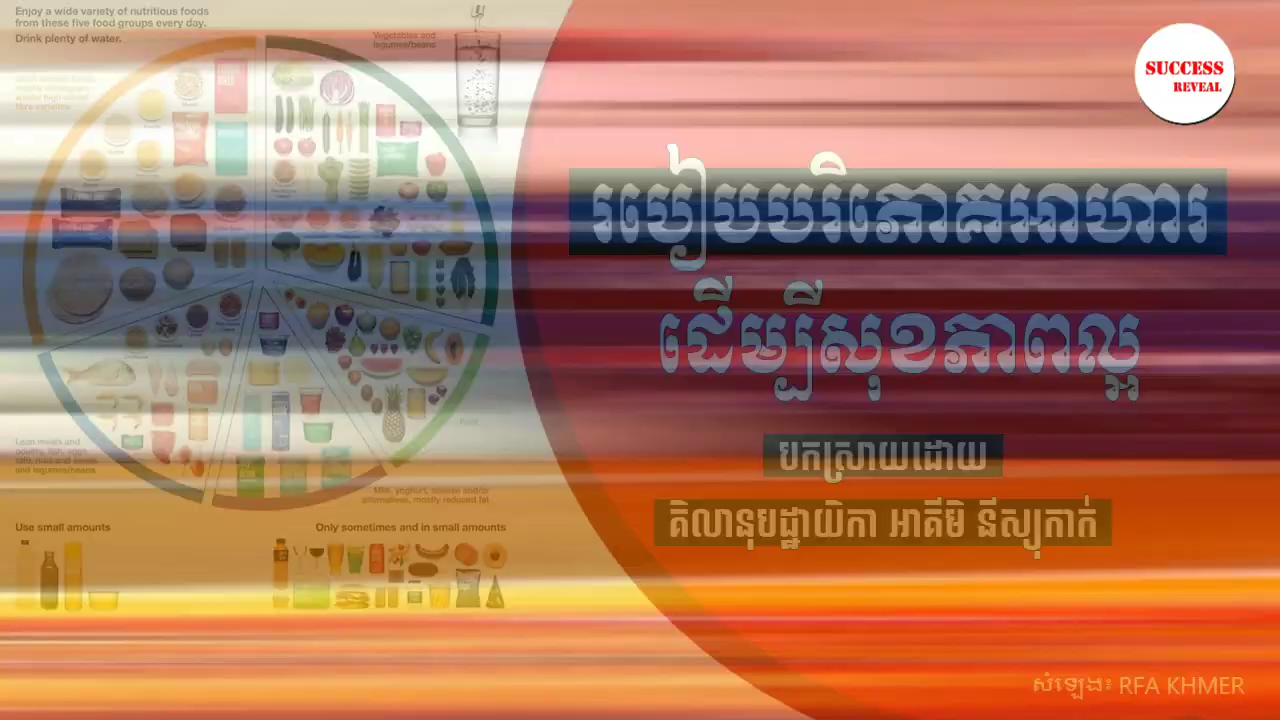 Enjoy a wide variety of nutritious foods
from these five food groups every day.
Drink plenty of water.
Vegetables and
legumes/beans
SUCCESS
REVEAL
របៀបបរិភោគអាហារ
ដើម្បីសុខភាពល្អ
បកស្រាយដោយ
គិលានុបដ្ឋាយិកា អាគីមិ នីស្យកាក់
Fruit
Lean meats and
poultry, fish, eggs,
tofu, nuts and seeds
and legumes/beans
Milk, yoghurt, cheese and/or
alternatives, mostly reduced fat
Use small amounts
Only sometimes and in small amounts
សំឡេង៖ RFA KHMER